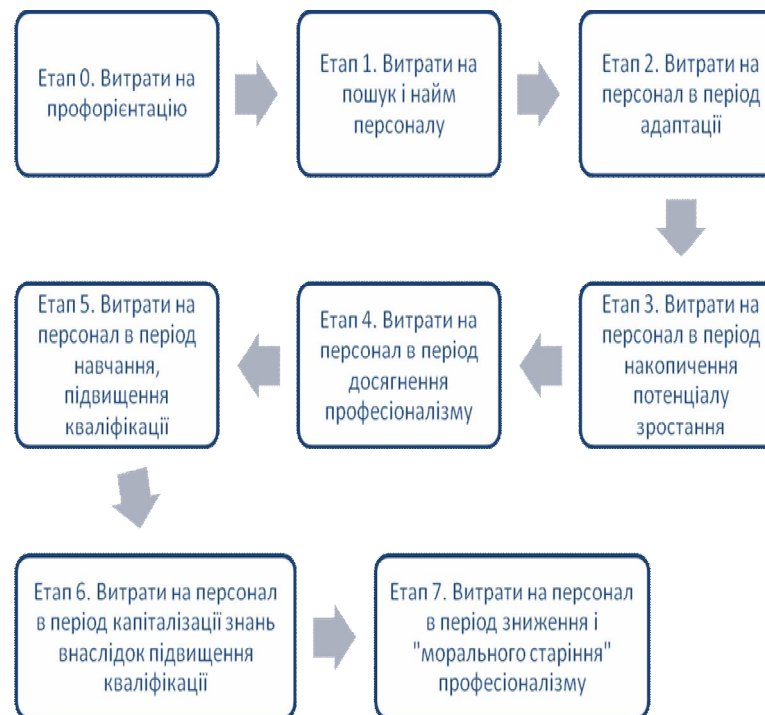 Етап 0. Витрати на
профорієнтацію
Етап 1. Витрати на
пошук і найм
персоналу
Етап 2. Витрати на
персонал в період
адаптації
Етап 3. Витрати на
персонал в період
накопичення
потенціалу
зростання
Етап 4. Витрати на
персонал в період
досягнення
професіоналізму
Етап 5. Витрати на
персонал в період
навчання,
підвищення
кваліфікації
Етап 6. Витрати на персонал
в період капіталізації знань
внаслідок підвищення
кваліфікації
Етап 7. Витрати на персонал
в період зниження і
"морального старіння"
професіоналізму